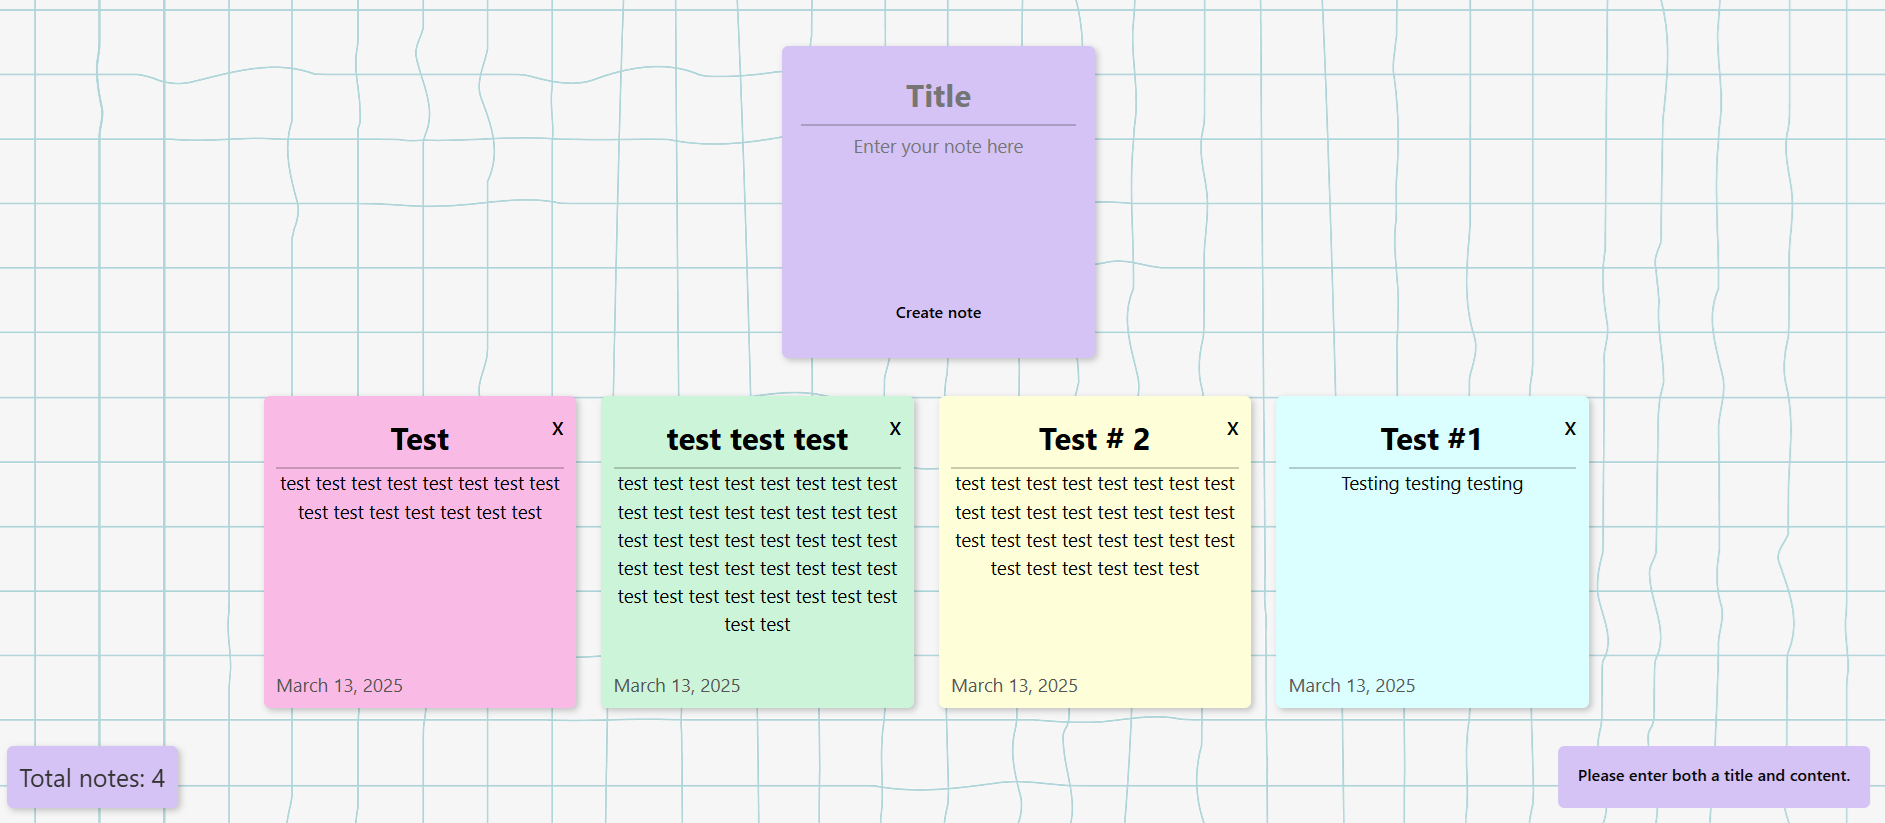 Title
Enter your note here
Create note
Test
X
test test test test test test test test
test test test test test test test
March 13, 2025
test test test
X
test test test test test test test test
test test test test test test test test
test test test test test test test test
test test test test test test test test
test test test test test test test test
test test
March 13, 2025
Test # 2
X
test test test test test test test test
test test test test test test test test
test test test test test test test test
test test test test test test
March 13, 2025
Test #1
X
Testing testing testing
March 13, 2025
Total notes: 4
Please enter both a title and content.